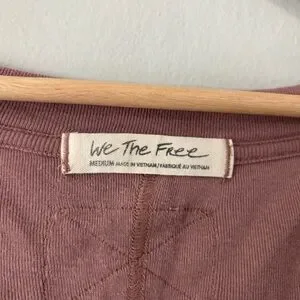 We The Free
MEDIUM MADE IN VIETNAM/FABRIQUÉ AU VIETNAM